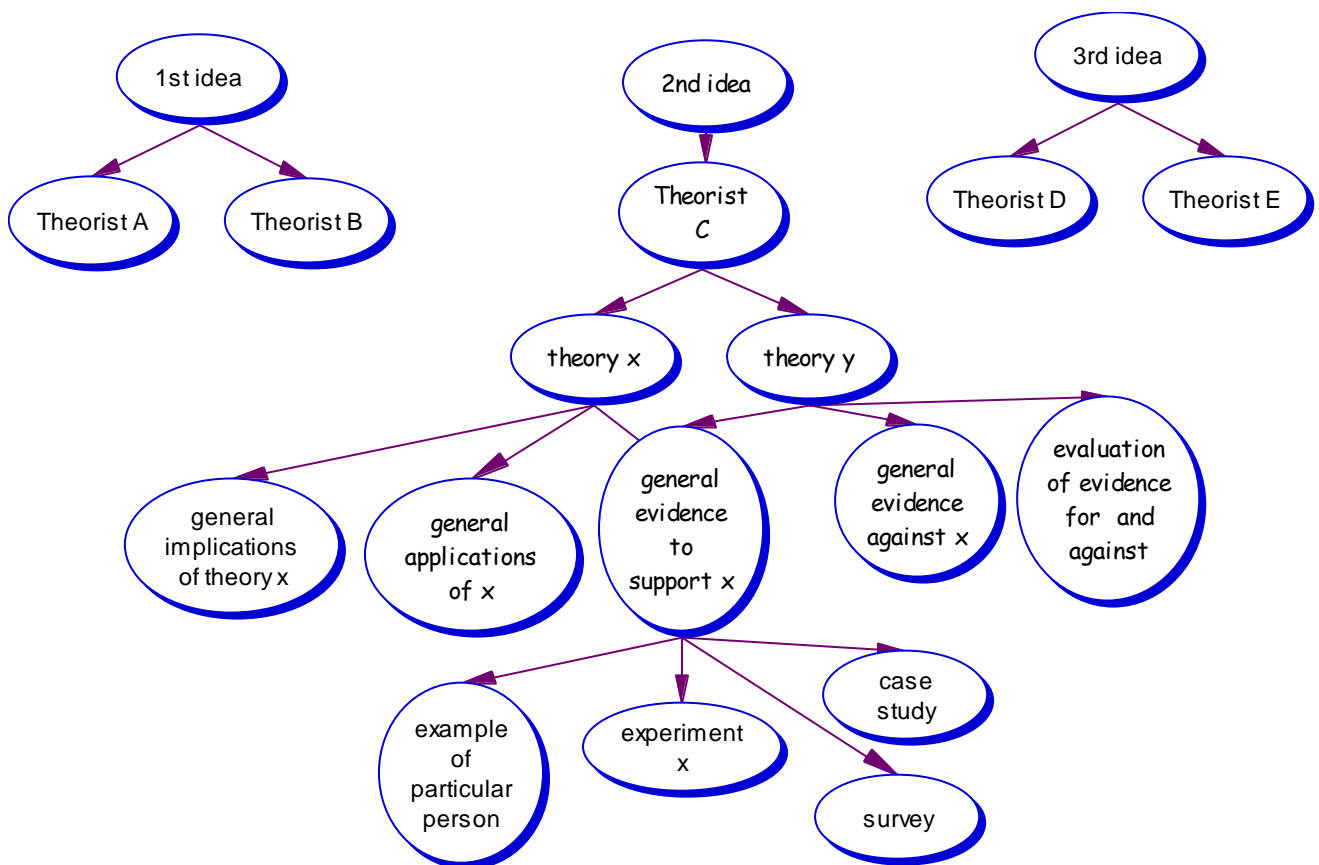 1st idea
2nd idea
3rd idea
Theorist A
Theorist B
Theorist
C
Theorist D
Theorist E
theory x
theory y
general
implications
of theory x
general
applications
of x
general
evidence
to
support x
general
evidence
against x
evaluation
of evidence
for and
against
example
of
particular
person
experiment
x
case
study
survey